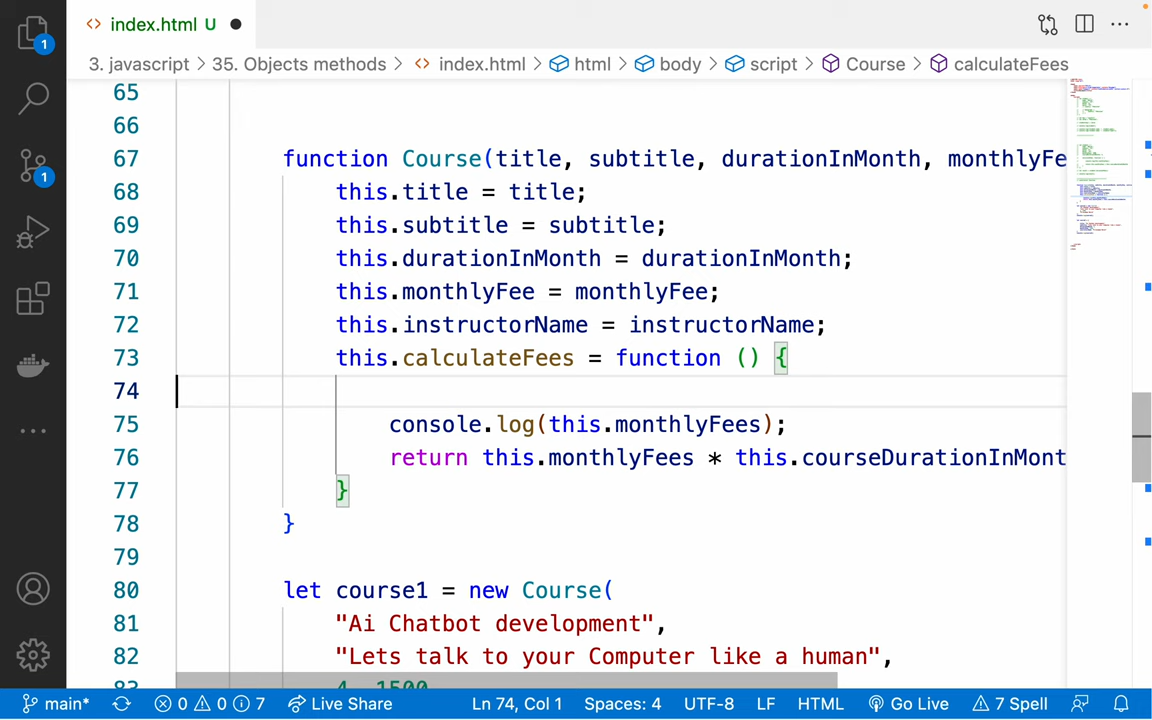 index.html U
3. javascript > 35. Objects methods > index.html > html > body > script > Course > calculateFees
65
66
67 function Course(title, subtitle, durationInMonth, monthlyFe
68 this.title = title;
69 this.subtitle = subtitle;
70 this.durationInMonth = durationInMonth;
71 this.monthlyFee = monthlyFee;
72 this.instructorName = instructorName;
73 this.calculateFees = function () {
74
75 console.log(this.monthlyFees);
76 return this.monthlyFees * this.courseDurationInMont
77 }
78 }
79
80 let course1 = new Course(
81 "Ai Chatbot development",
82 "Lets talk to your Computer like a human",
83 4, 1500
1
1
main* 0 0 7 Live Share Ln 74, Col 1 Spaces: 4 UTF-8 LF HTML Go Live 7 Spell